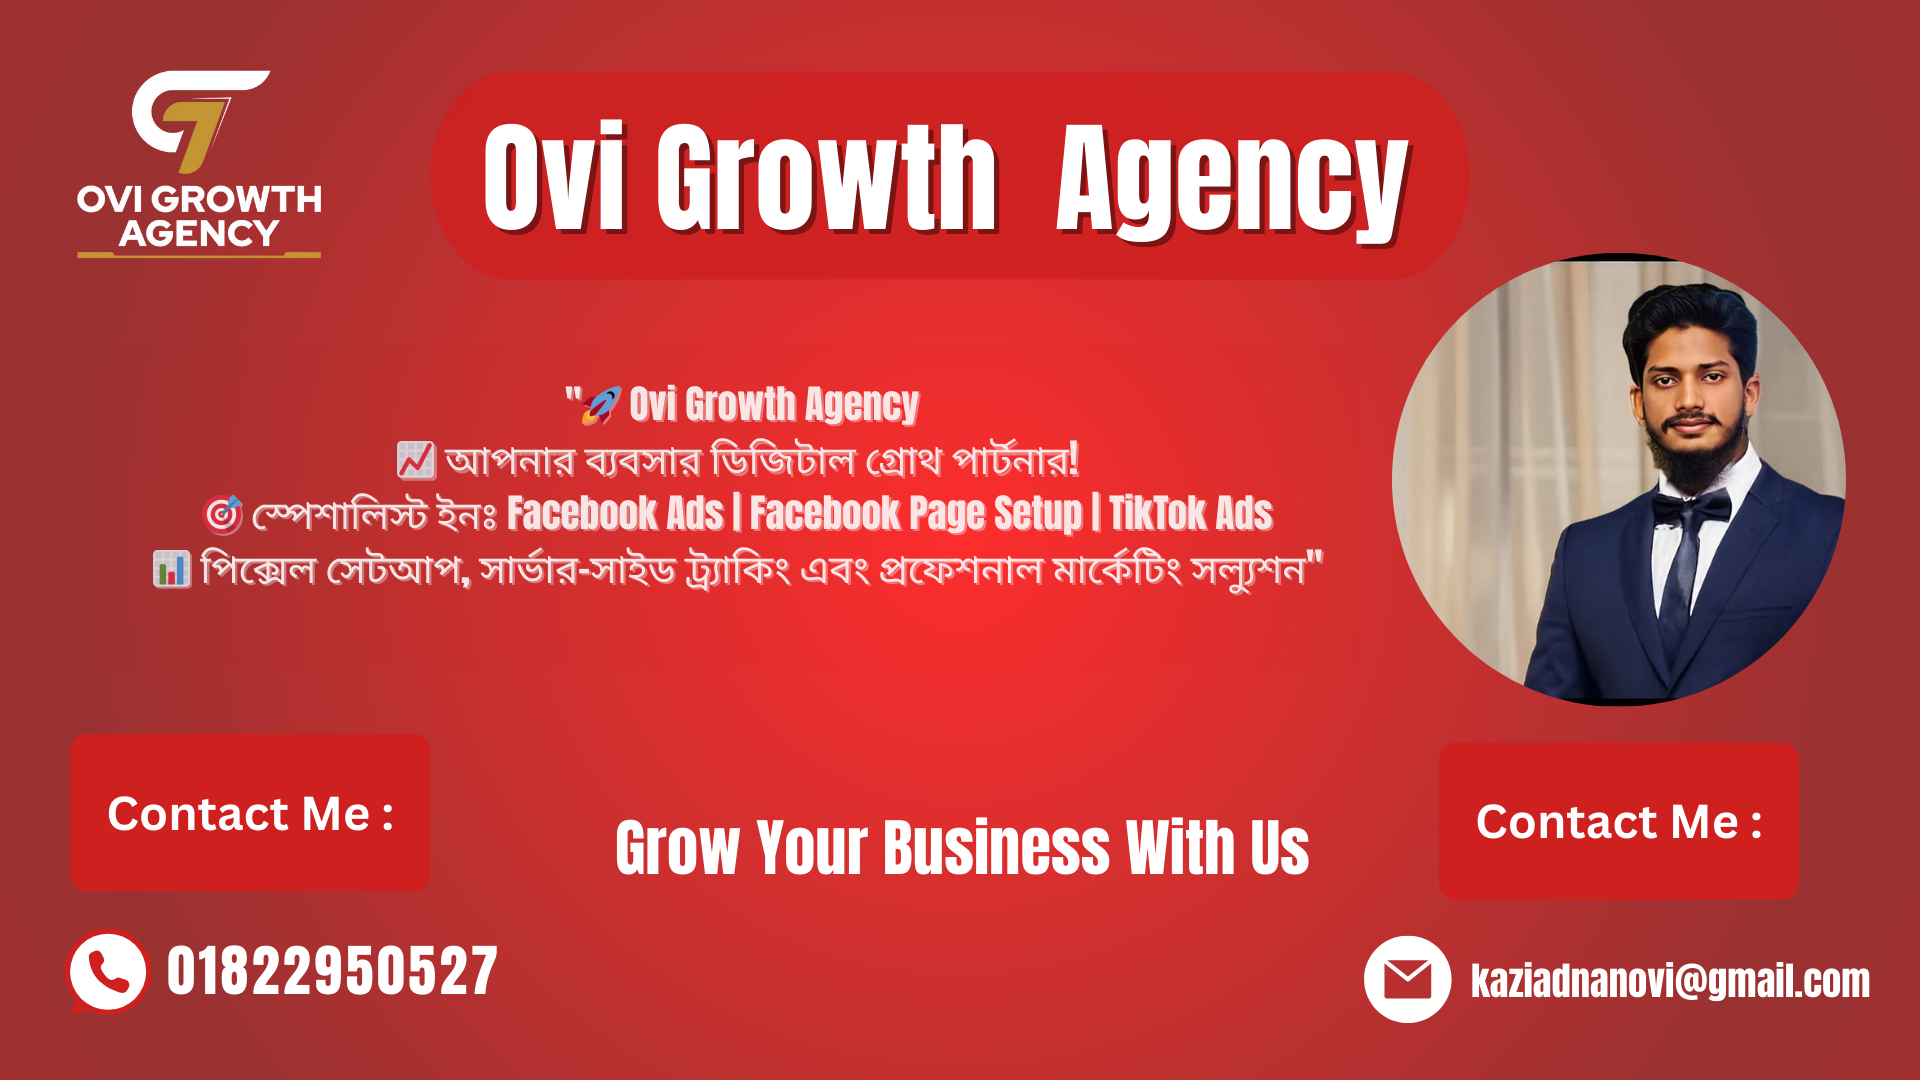 OVI GROWTH
AGENCY
Ovi Growth Agency
"🚀 Ovi Growth Agency
📈 আপনার ব্যবসার ডিজিটাল গ্রোথ পার্টনার!
🎯 স্পেশালিস্ট ইনঃ Facebook Ads | Facebook Page Setup | TikTok Ads
📊 পিক্সেল সেটআপ, সার্ভার-সাইড ট্র্যাকিং এবং প্রফেশনাল মার্কেটিং সল্যুশন"
Contact Me :
01822950527
Grow Your Business With Us
Contact Me :
kaziadnanovi@gmail.com